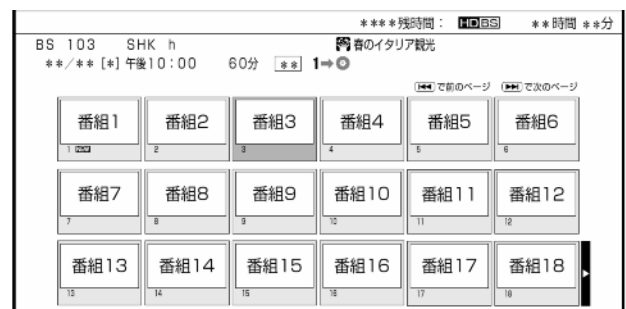 ****残時間： HD BS **時間 **分
BS 103 SHK h 春のイタリア観光
**/** [*] 午後10：00 60分 ** 1➡◎
⏮で前のページ ⏭で次のページ
番組1 番組2 番組3 番組4 番組5 番組6
1 NEW 2 3 4 5 6
番組7 番組8 番組9 番組10 番組11 番組12
7 8 9 10 11 12
番組13 番組14 番組15 番組16 番組17 番組18
13 14 15 16 17 18